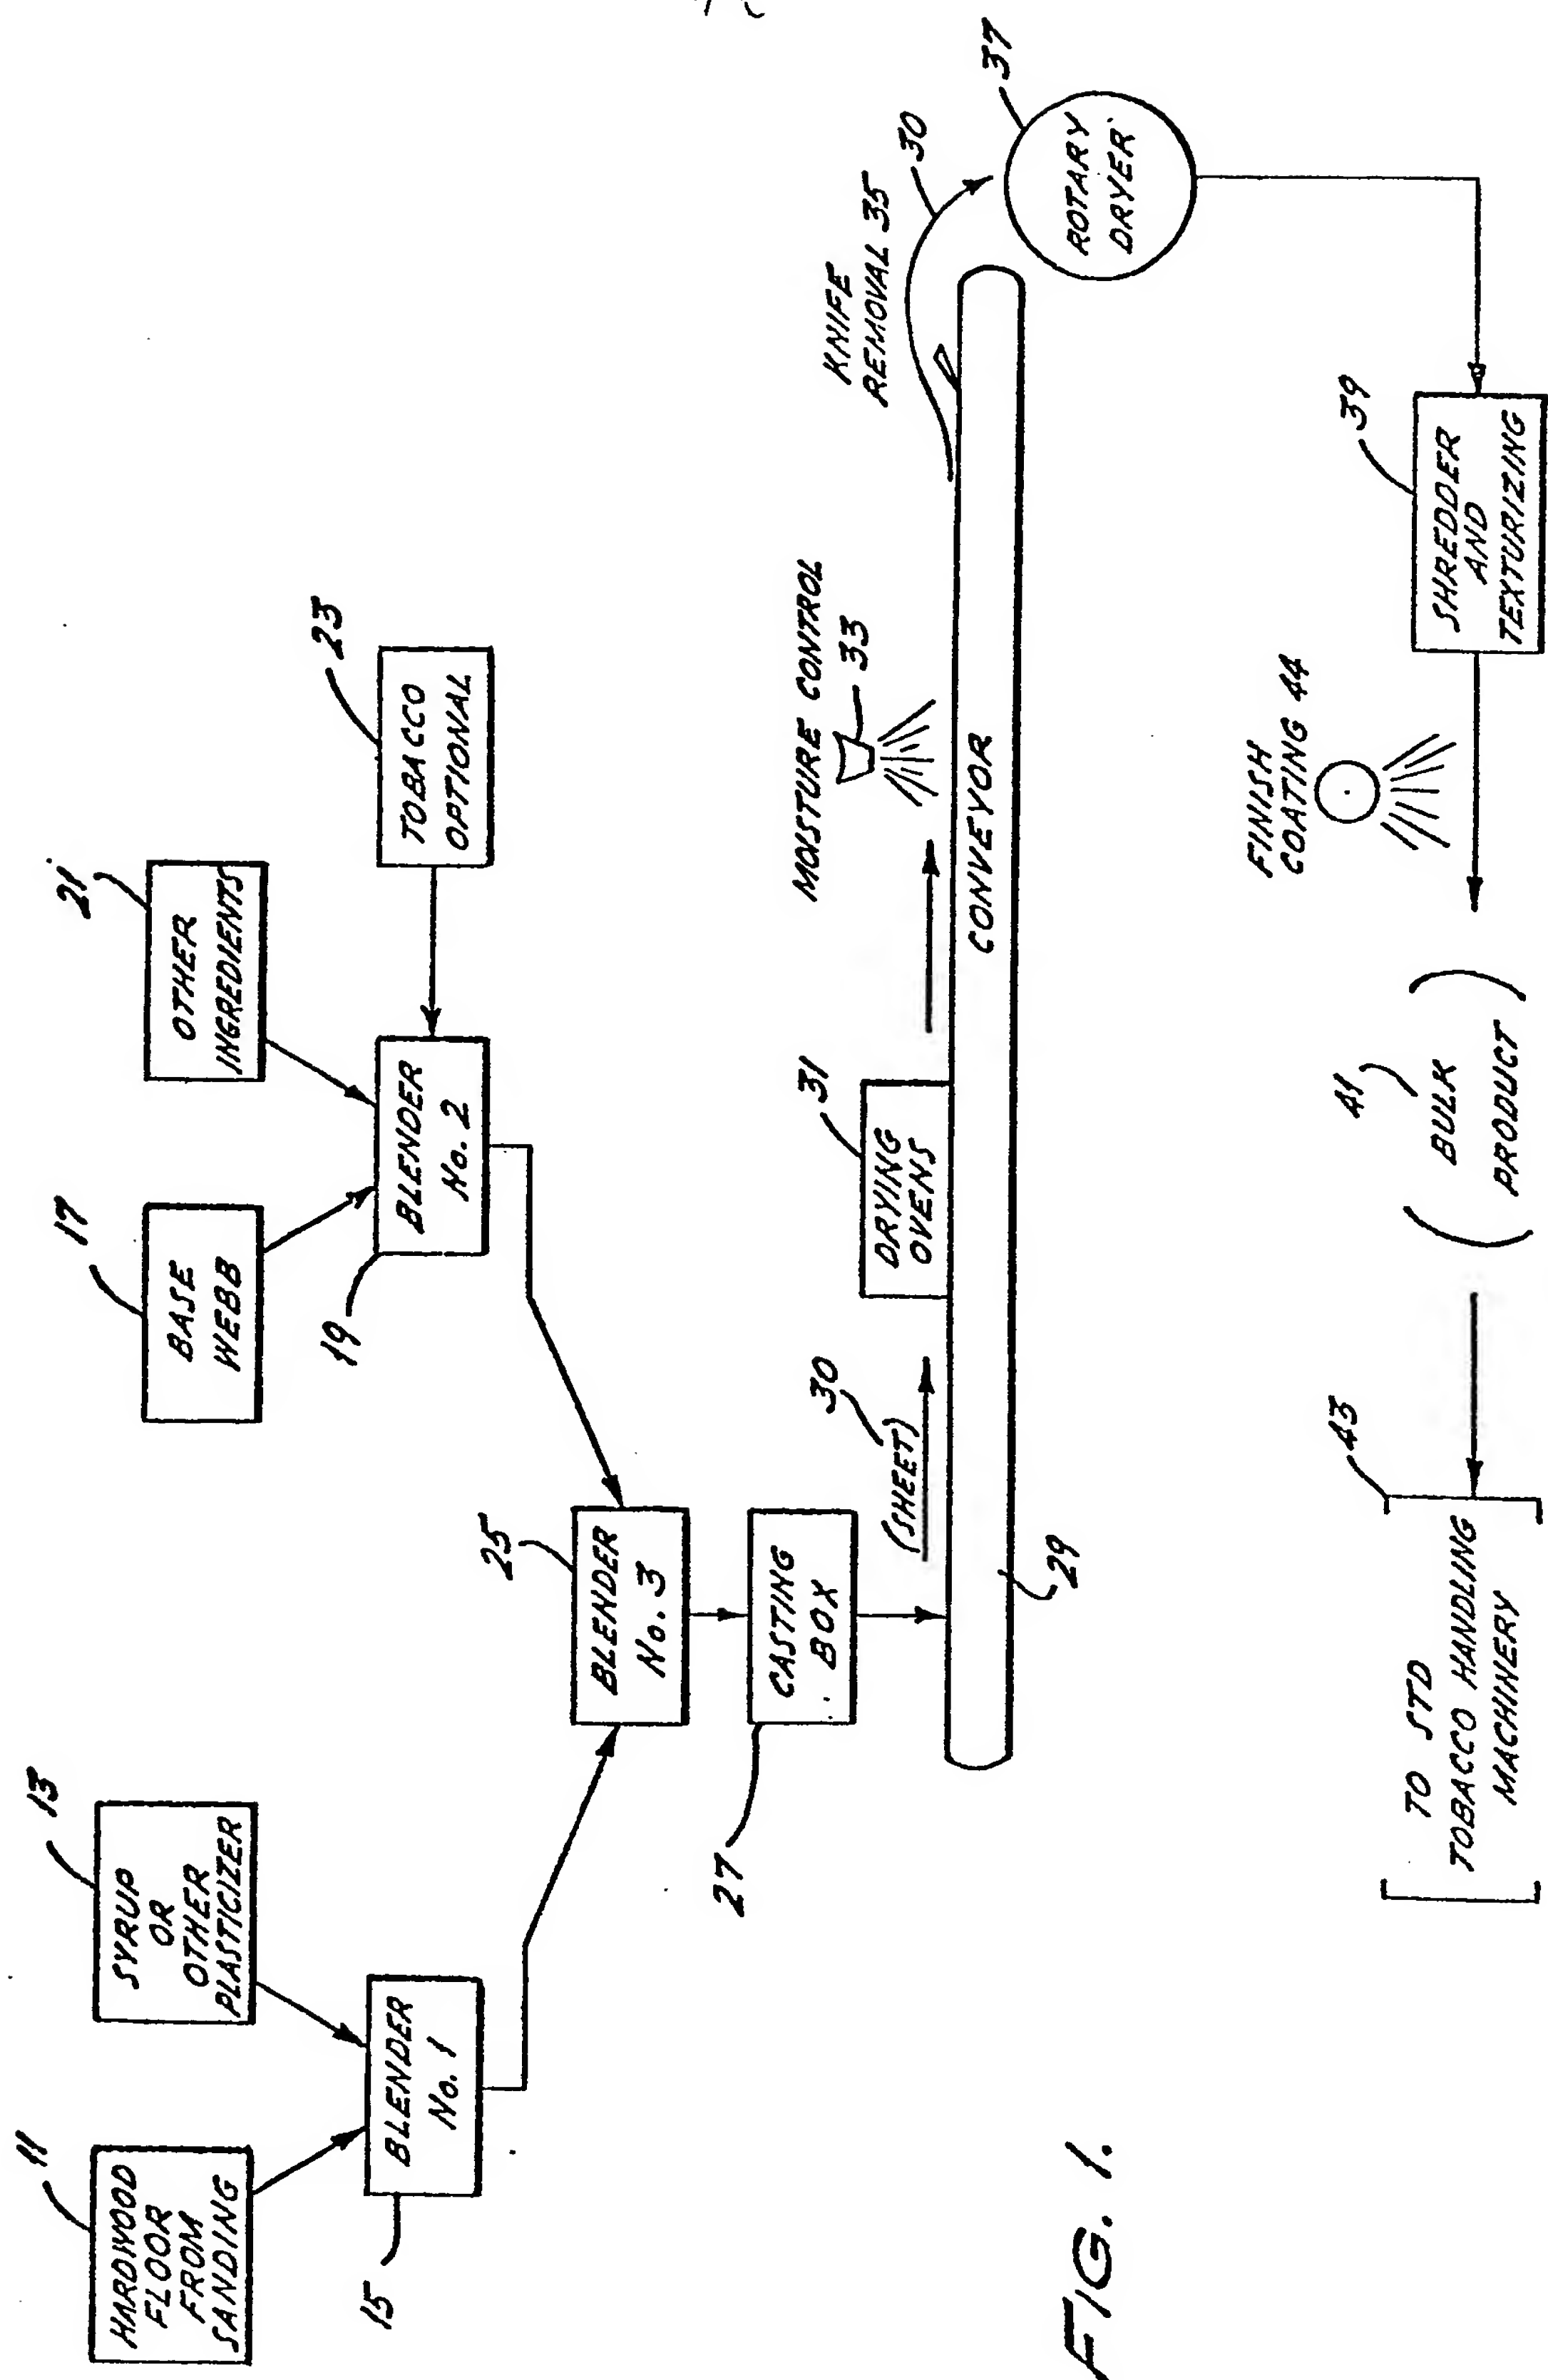 11
HARDWOOD
FLOOR
FROM
SANDING
13
SYRUP
OR
OTHER
PLASTICIZER
15
BLENDER
No. 1
17
BASE
WEBB
21
OTHER
INGREDIENTS
19
BLENDER
No. 2
23
TOBACCO
OPTIONAL
25
BLENDER
No. 3
27
CASTING
BOX
30
(SHEET)
31
DRYING
OVENS
MOISTURE CONTROL
33
KNIFE
REMOVAL 35
30
37
ROTARY
DRYER
CONVEYOR
29
39
SHREDDER
AND
TEXTURIZING
FINISH
COATING 44
41
(BULK
PRODUCT)
43
[TO STD
TOBACCO HANDLING
MACHINERY]
FIG. 1.